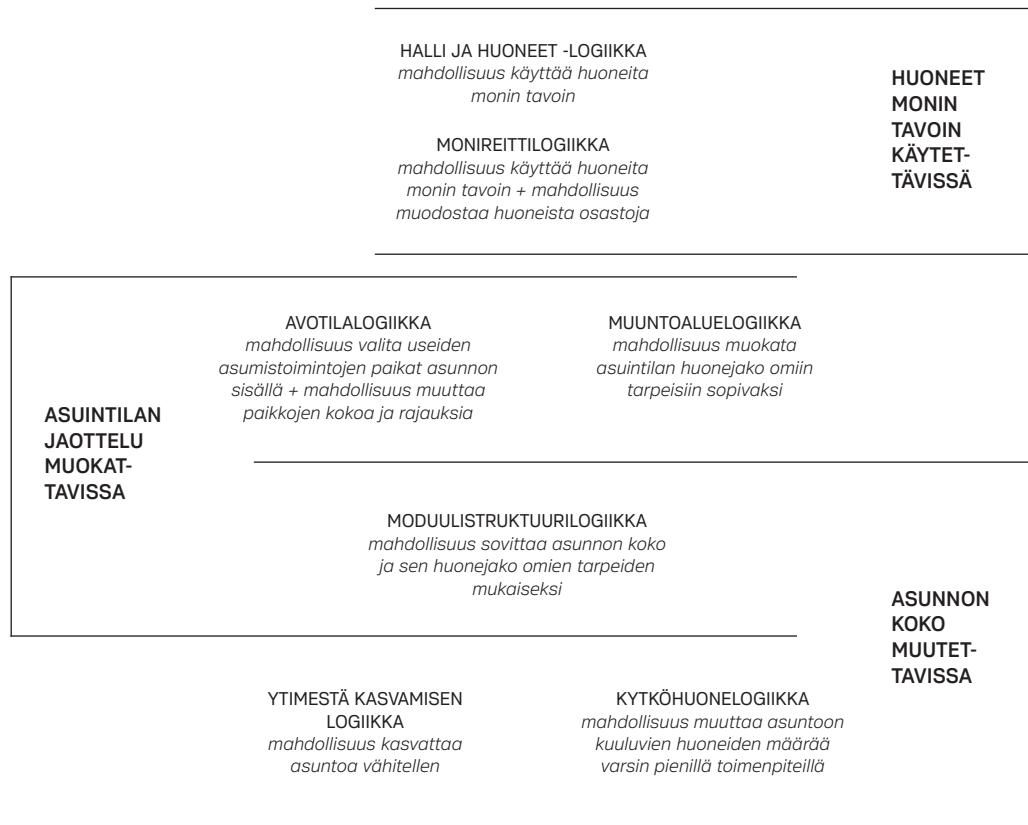 HALLI JA HUONEET -LOGIIKKA
mahdollisuus käyttää huoneita
monin tavoin
MONIREITTILOGIIKKA
mahdollisuus käyttää huoneita
monin tavoin + mahdollisuus
muodostaa huoneista osastoja
HUONEET
MONIN
TAVOIN
KÄYTET-
TÄVISSÄ
ASUINTILAN
JAOTTELU
MUOKAT-
TAVISSA
AVOTILALOGIIKKA
mahdollisuus valita useiden
asumistoimintojen paikat asunnon
sisällä + mahdollisuus muuttaa
paikkojen kokoa ja rajauksia
MUUNTOALUELOGIIKKA
mahdollisuus muokata
asuintilan huonejako omiin
tarpeisiin sopivaksi
MODUULISTRUKTUURILOGIIKKA
mahdollisuus sovittaa asunnon koko
ja sen huonejako omien tarpeiden
mukaiseksi
ASUNNON
KOKO
MUUTET-
TAVISSA
YTIMESTÄ KASVAMISEN
LOGIIKKA
mahdollisuus kasvattaa
asuntoa vähitellen
KYTKÖHUONELOGIIKKA
mahdollisuus muuttaa asuntoon
kuuluvien huoneiden määrää
varsin pienillä toimenpiteillä